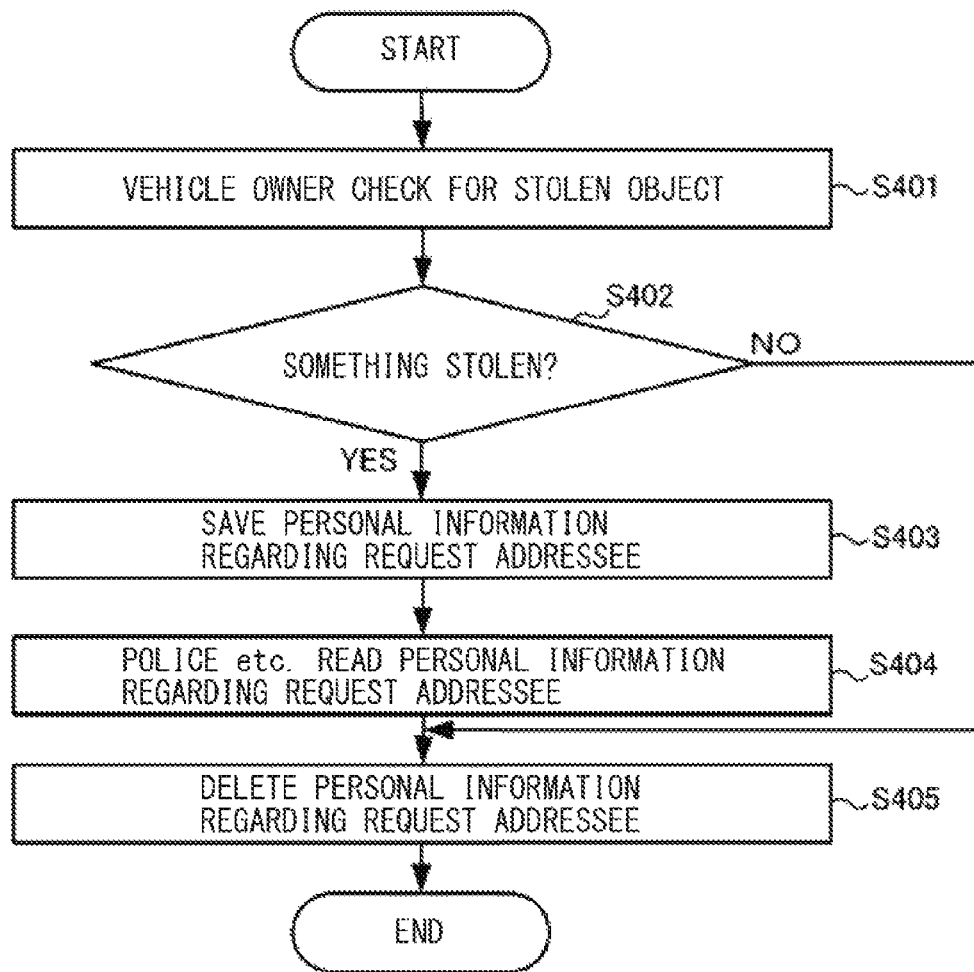 START
VEHICLE OWNER CHECK FOR STOLEN OBJECT
S401
S402
SOMETHING STOLEN?
NO
YES
SAVE PERSONAL INFORMATION
REGARDING REQUEST ADDRESSEE
S403
POLICE etc. READ PERSONAL INFORMATION
REGARDING REQUEST ADDRESSEE
S404
DELETE PERSONAL INFORMATION
REGARDING REQUEST ADDRESSEE
S405
END